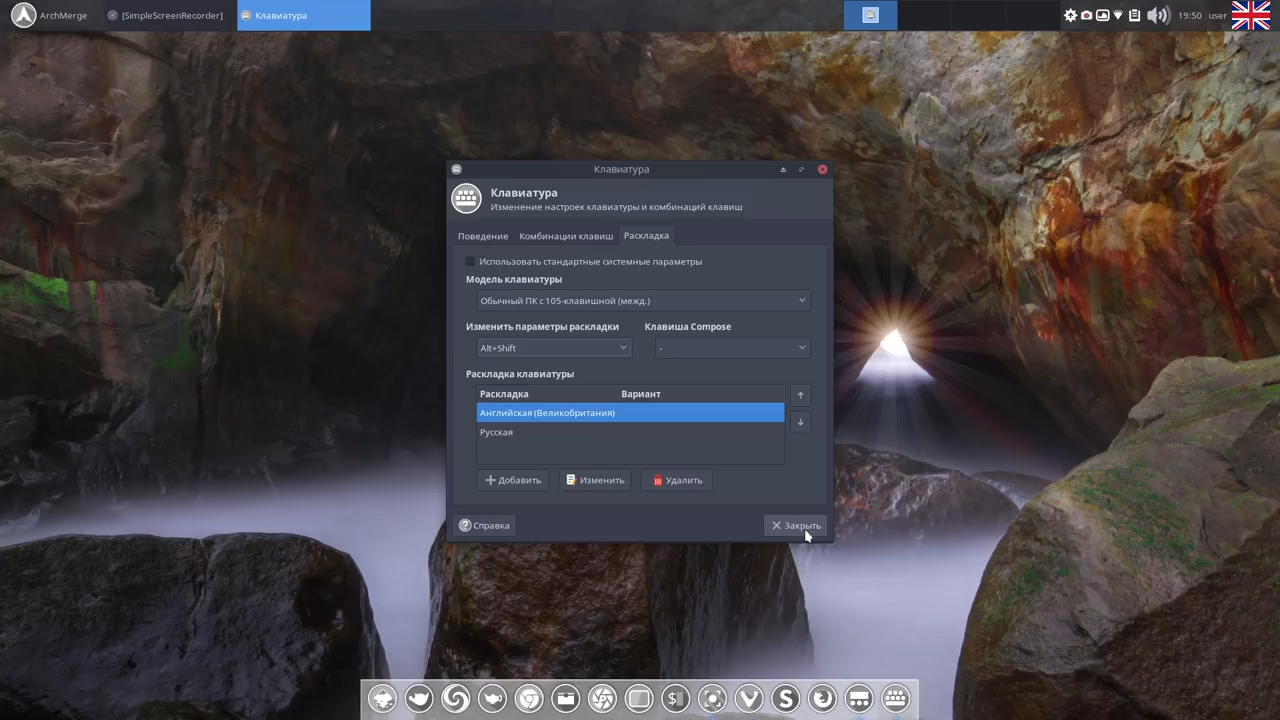 ArchMerge
[SimpleScreenRecorder]
Клавиатура
19:50
user
Клавиатура
Клавиатура
Изменение настроек клавиатуры и комбинаций клавиш
Поведение
Комбинации клавиш
Раскладка
Использовать стандартные системные параметры
Модель клавиатуры
Обычный ПК с 105-клавишной (межд.)
Изменить параметры раскладки
Клавиша Compose
Alt+Shift
-
Раскладка клавиатуры
Раскладка
Вариант
Английская (Великобритания)
Русская
Добавить
Изменить
Удалить
?
Справка
Закрыть
$
V
S